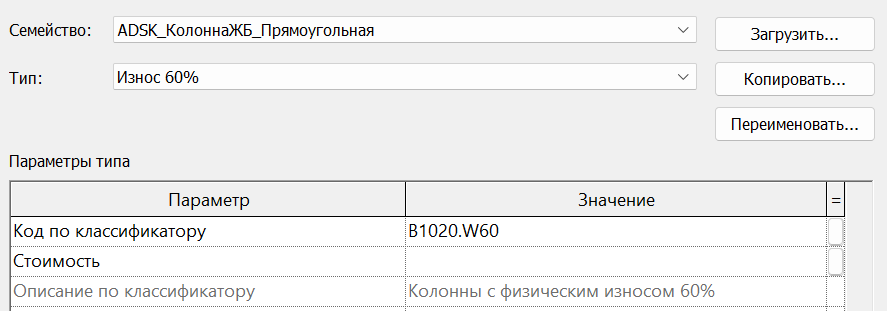 Семейство: ADSK_КолоннаЖБ_Прямоугольная Загрузить...
Тип: Износ 60% Копировать...
Переименовать...
Параметры типа
Параметр Значение =
Код по классификатору B1020.W60
Стоимость
Описание по классификатору Колонны с физическим износом 60%